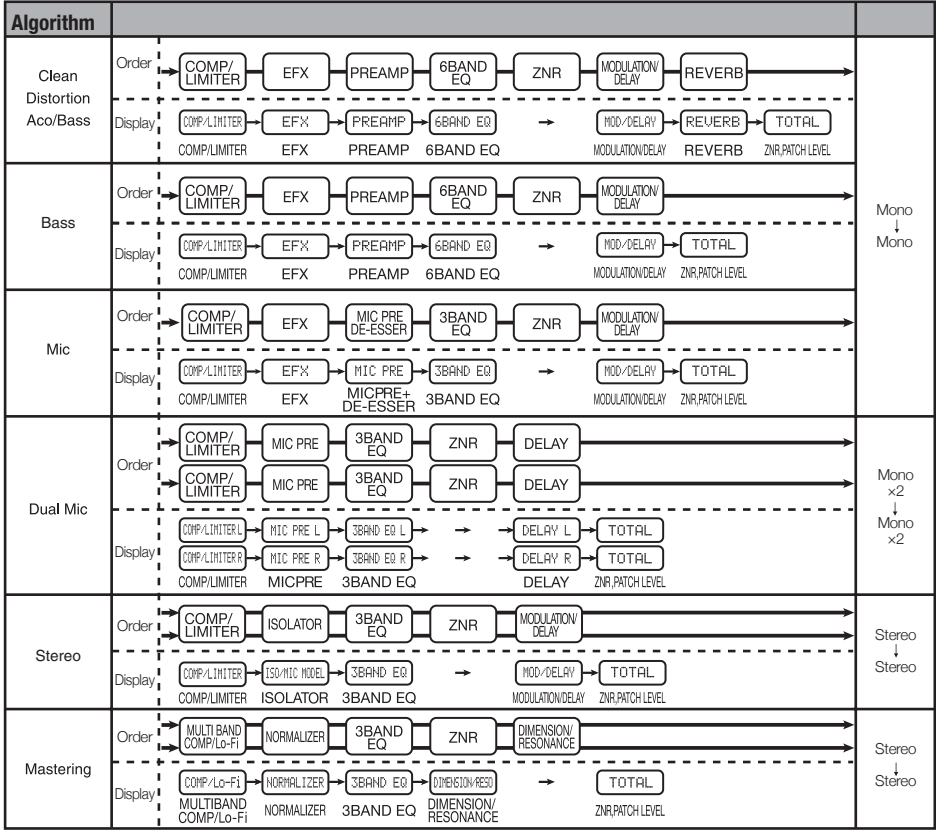 Algorithm
Clean
Distortion
Aco/Bass
Order
COMP/
LIMITER
EFX
PREAMP
6BAND
EQ
ZNR
MODULATION/
DELAY
REVERB
Display
COMP/LIMITER EFX PREAMP 6BAND EQ MOD/DELAY REVERB TOTAL
COMP/LIMITER EFX PREAMP 6BAND EQ MODULATION/DELAY REVERB ZNR,PATCH LEVEL
Bass
Order
COMP/
LIMITER
EFX
PREAMP
6BAND
EQ
ZNR
MODULATION/
DELAY
Display
COMP/LIMITER EFX PREAMP 6BAND EQ MOD/DELAY TOTAL
COMP/LIMITER EFX PREAMP 6BAND EQ MODULATION/DELAY ZNR,PATCH LEVEL
Mic
Order
COMP/
LIMITER
EFX
MIC PRE
DE-ESSER
3BAND
EQ
ZNR
MODULATION/
DELAY
Display
COMP/LIMITER EFX MIC PRE 3BAND EQ MOD/DELAY TOTAL
COMP/LIMITER EFX MICPRE+
DE-ESSER 3BAND EQ MODULATION/DELAY ZNR,PATCH LEVEL
Mono
↓
Mono
Dual Mic
Order
COMP/
LIMITER
MIC PRE
3BAND
EQ
ZNR
DELAY
COMP/
LIMITER
MIC PRE
3BAND
EQ
ZNR
DELAY
Display
COMP/LIMITER L MIC PRE L 3BAND EQ L DELAY L TOTAL
COMP/LIMITER R MIC PRE R 3BAND EQ R DELAY R TOTAL
COMP/LIMITER MICPRE 3BAND EQ DELAY ZNR,PATCH LEVEL
Mono
×2
↓
Mono
×2
Stereo
Order
COMP/
LIMITER
ISOLATOR
3BAND
EQ
ZNR
MODULATION/
DELAY
Display
COMP/LIMITER ISO/MIC MODEL 3BAND EQ MOD/DELAY TOTAL
COMP/LIMITER ISOLATOR 3BAND EQ MODULATION/DELAY ZNR,PATCH LEVEL
Stereo
↓
Stereo
Mastering
Order
MULTI BAND
COMP/Lo-Fi
NORMALIZER
3BAND
EQ
ZNR
DIMENSION/
RESONANCE
Display
COMP/Lo-Fi NORMALIZER 3BAND EQ DIMENSION/RESO TOTAL
MULTIBAND
COMP/Lo-Fi
NORMALIZER 3BAND EQ
DIMENSION/
RESONANCE
ZNR,PATCH LEVEL
Stereo
↓
Stereo